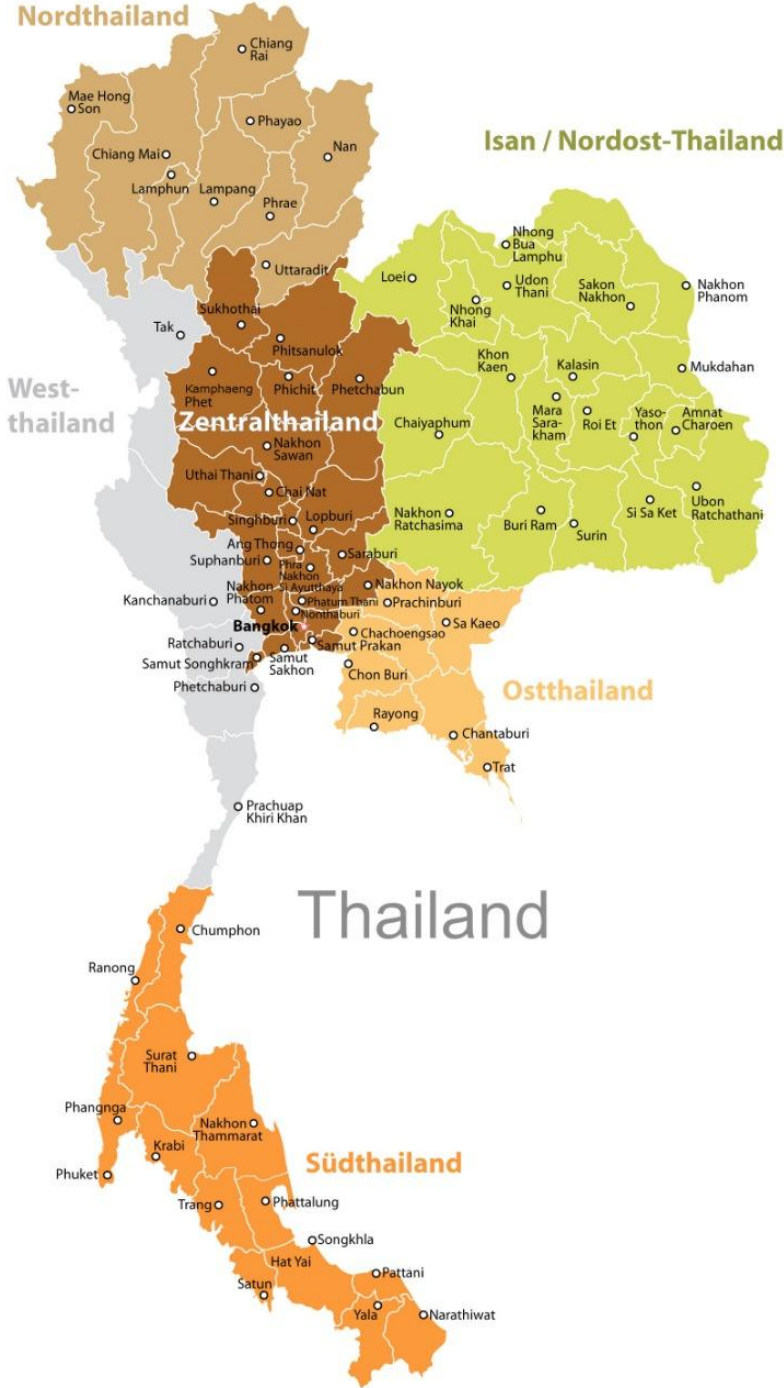 Nordthailand
Chiang
Rai
Mae Hong
Son
Phayao
Chiang Mai
Nan
Lamphun
Lampang
Phrae
Uttaradit
Isan / Nordost-Thailand
Nhong
Bua
Lamphu
Loei
Udon
Thani
Sakon
Nakhon
Nakhon
Phanom
Nhong
Khai
Khon
Kaen
Kalasin
Mukdahan
Chaiyaphum
Mara
Sara-
kham
Roi Et
Yaso-
thon
Amnat
Charoen
Nakhon
Ratchasima
Buri Ram
Surin
Si Sa Ket
Ubon
Ratchathani
West-
thailand
Tak
Kanchanaburi
Ratchaburi
Phetchaburi
Prachuap
Khiri Khan
Sukhothai
Phitsanulok
Kamphaeng
Phet
Phichit
Phetchabun
Zentralthailand
Nakhon
Sawan
Uthai Thani
Chai Nat
Singhburi
Lopburi
Ang Thong
Suphanburi
Saraburi
Phra
Nakhon
Si Ayutthaya
Nakhon
Phatom
Nakhon Nayok
Phatum Thani
Nonthaburi
Bangkok
Samut Prakan
Samut
Sakhon
Samut Songhkram
Prachinburi
Sa Kaeo
Chachoengsao
Chon Buri
Ostthailand
Rayong
Chantaburi
Trat
Thailand
Chumphon
Ranong
Surat
Thani
Phangnga
Nakhon
Thammarat
Krabi
Phuket
Südthailand
Trang
Phattalung
Songkhla
Hat Yai
Satun
Pattani
Yala
Narathiwat